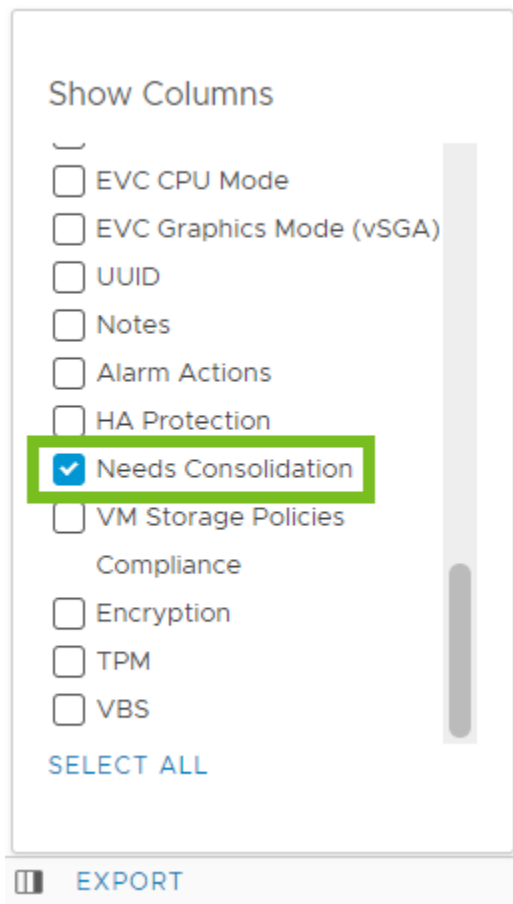 Show Columns
EVC CPU Mode
EVC Graphics Mode (vSGA)
UUID
Notes
Alarm Actions
HA Protection
Needs Consolidation
VM Storage Policies
Compliance
Encryption
TPM
VBS
SELECT ALL
EXPORT